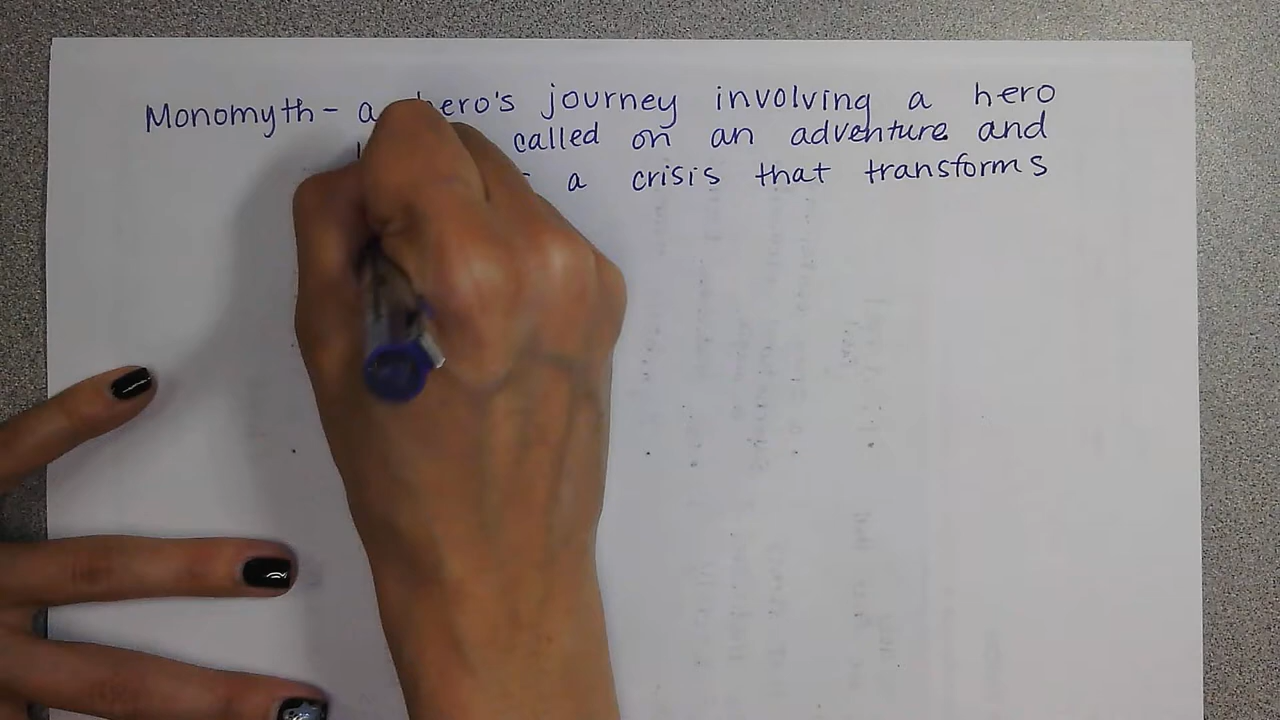 Monomyth - a hero's journey involving a hero
called on an adventure and
a crisis that transforms